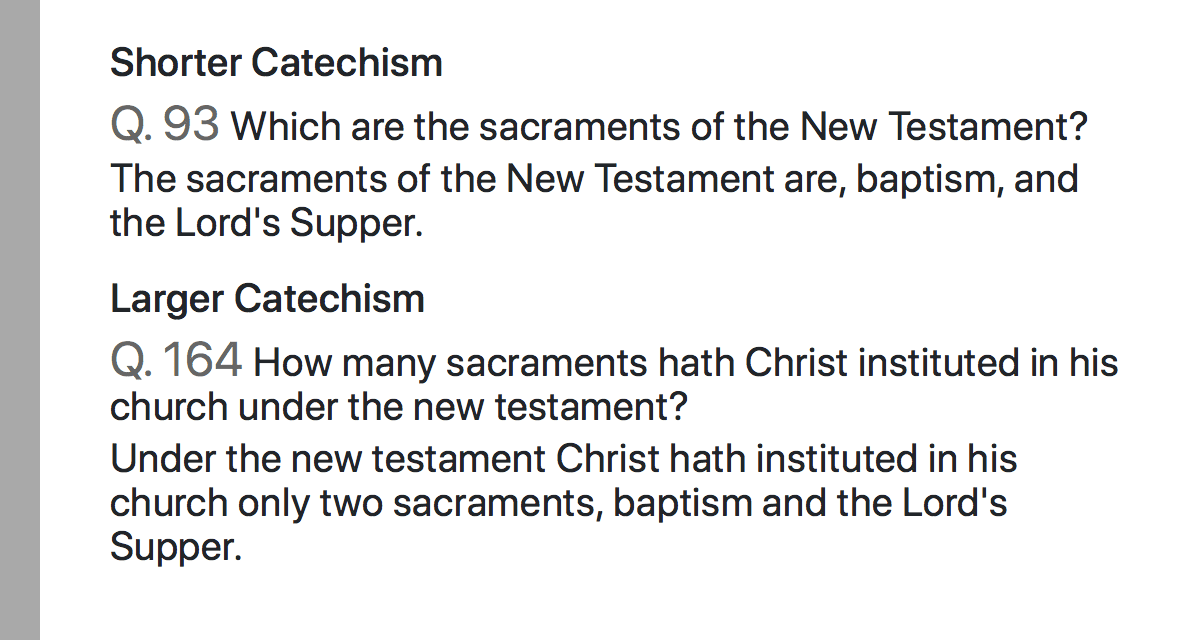 Shorter Catechism
Q. 93 Which are the sacraments of the New Testament?
The sacraments of the New Testament are, baptism, and
the Lord's Supper.
Larger Catechism
Q. 164 How many sacraments hath Christ instituted in his
church under the new testament?
Under the new testament Christ hath instituted in his
church only two sacraments, baptism and the Lord's
Supper.